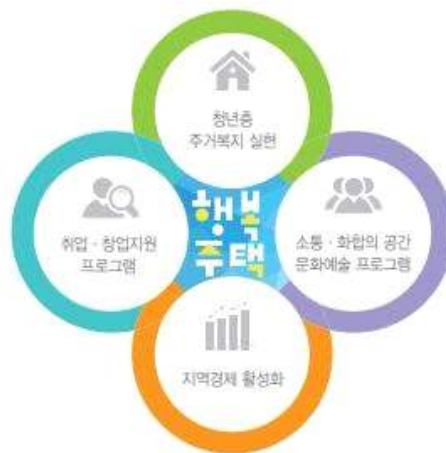 청년층
주거복지 실현
취업 · 창업지원
프로그램
행복
주택
소통 · 화합의 공간
문화예술 프로그램
지역경제 활성화